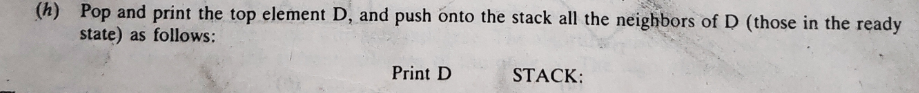 (h) Pop and print the top element D, and push onto the stack all the neighbors of D (those in the ready
state) as follows:
Print D STACK: